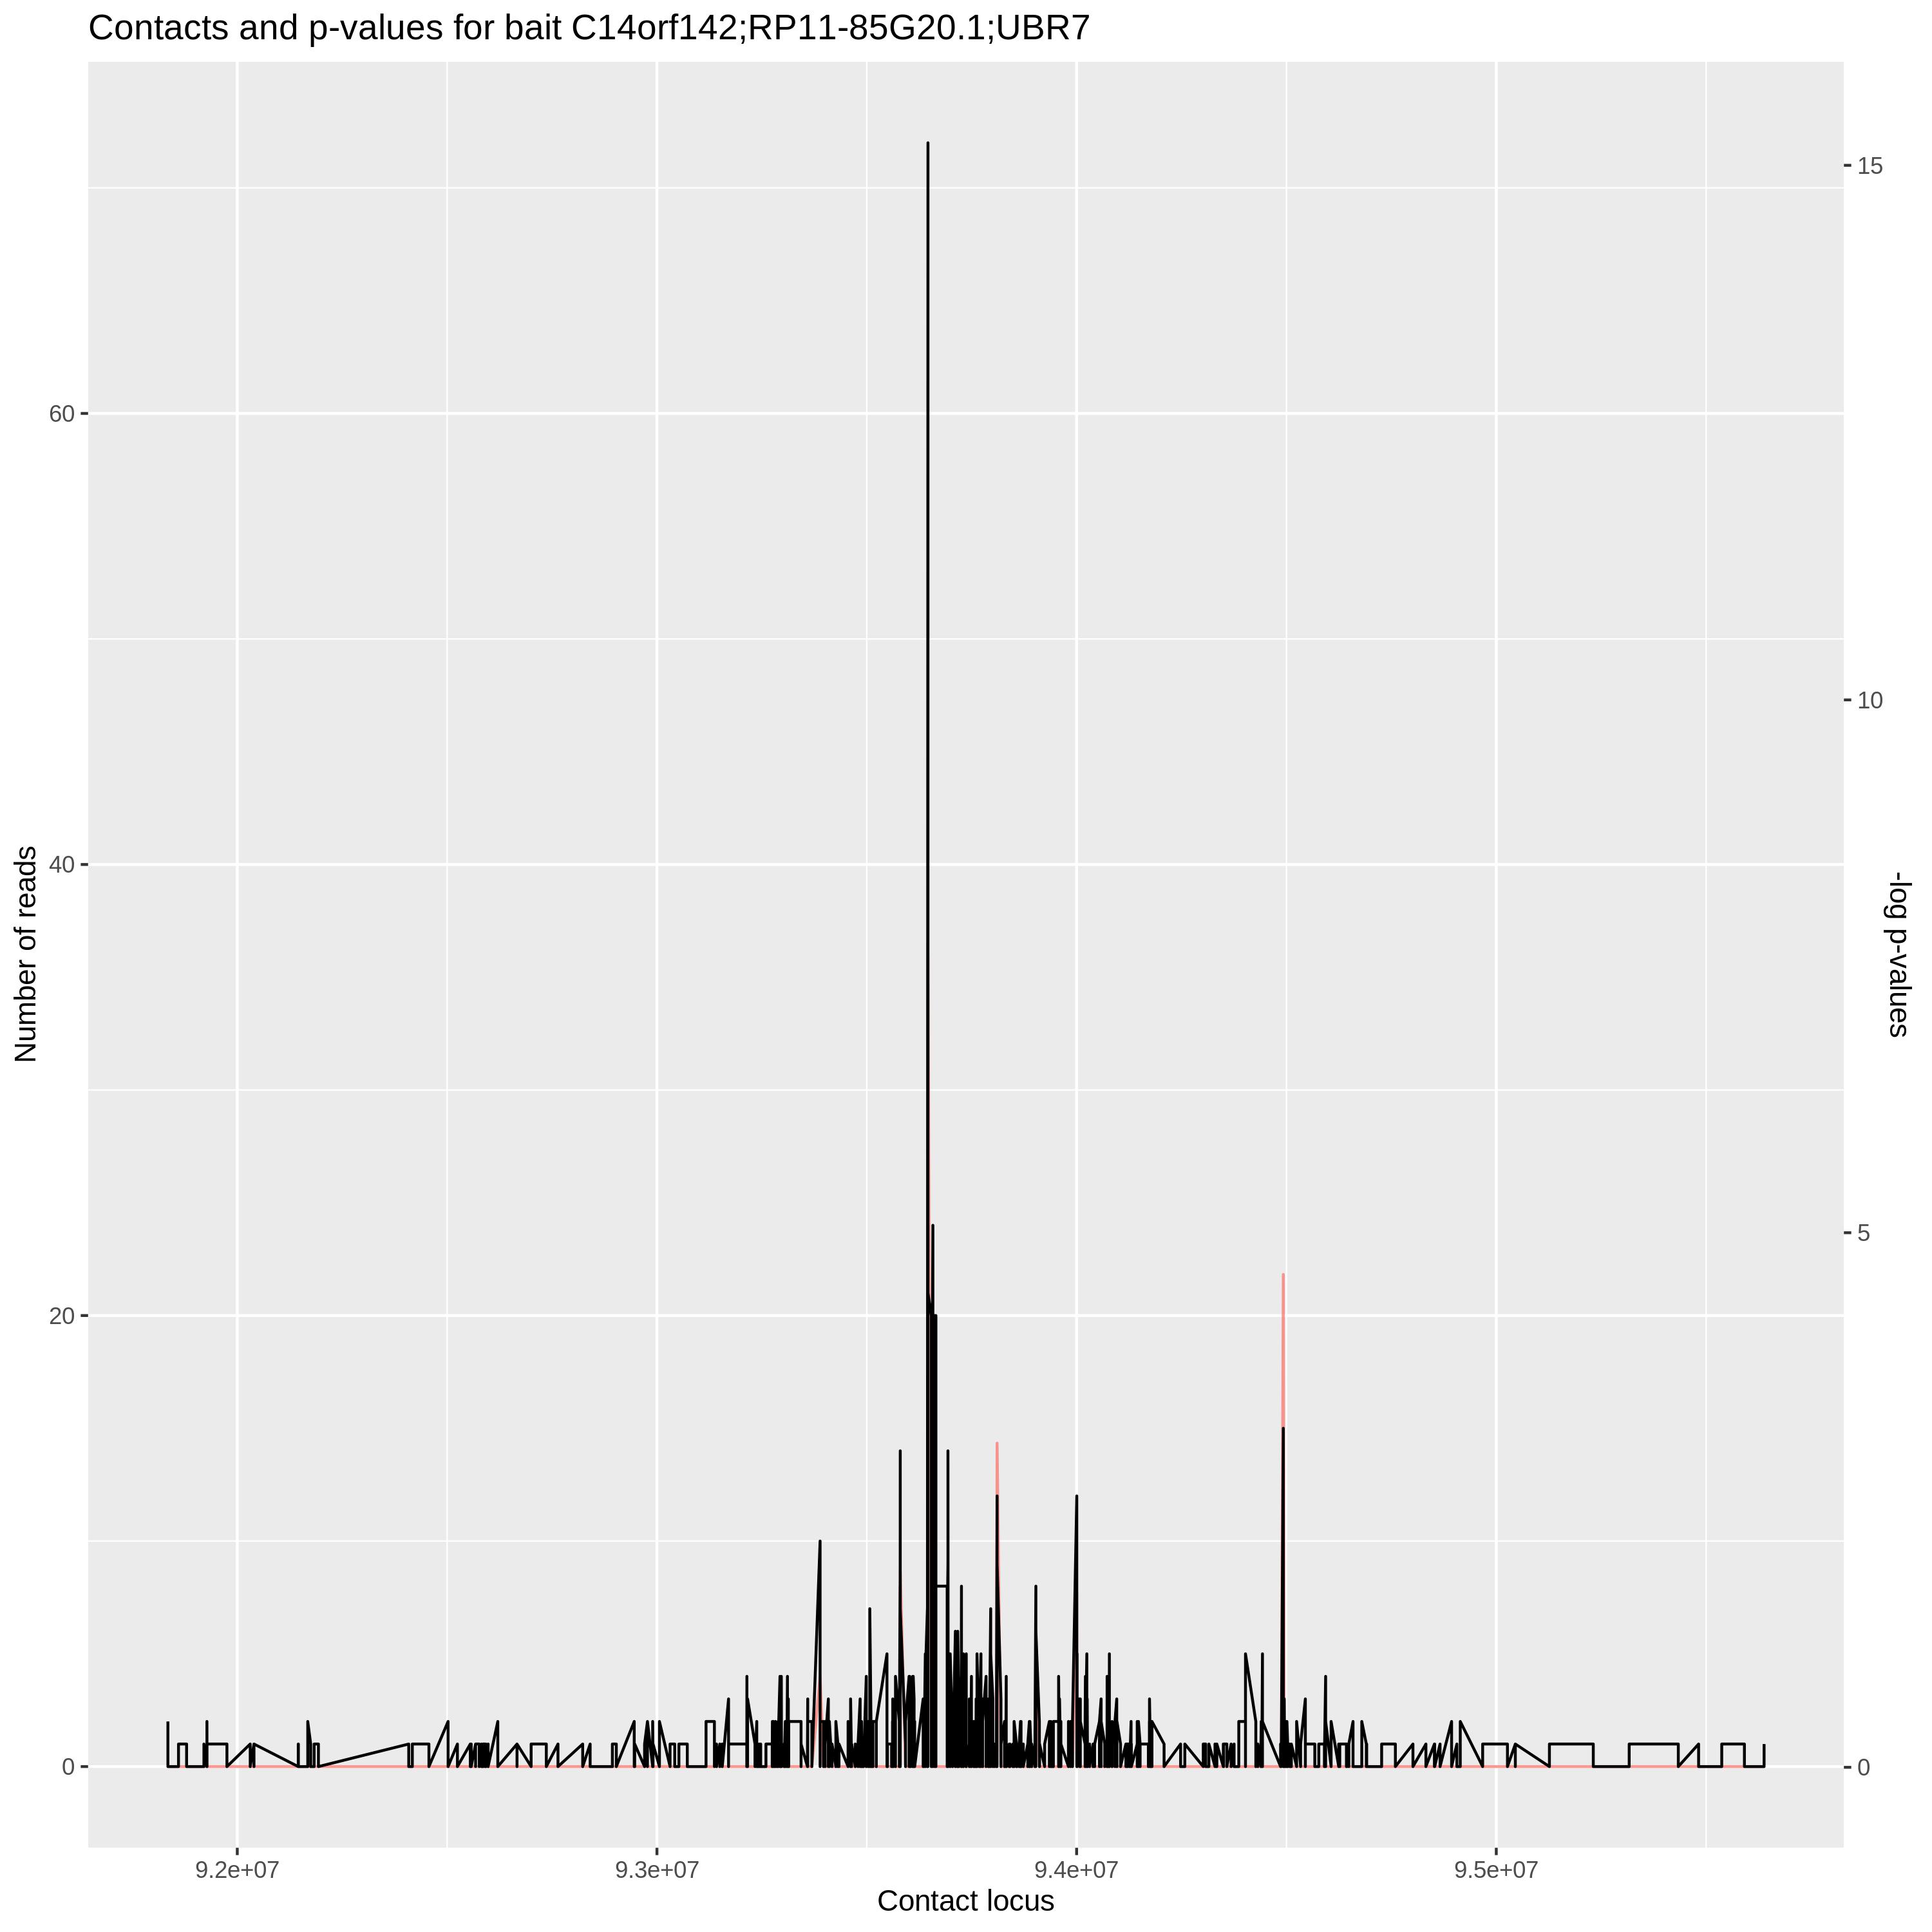 Contacts and p-values for bait C14orf142;RP11-85G20.1;UBR7
15
60
10
40
Number of reads
-log p-values
5
20
0
0
9.2e+07
9.3e+07
9.4e+07
9.5e+07
Contact locus